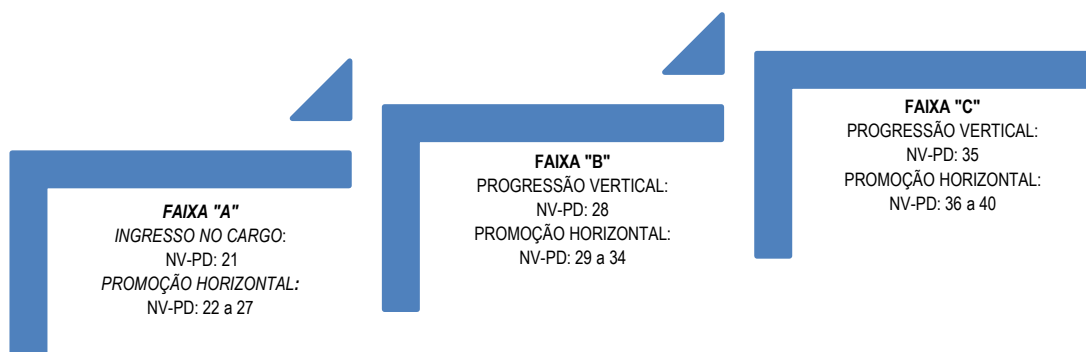 FAIXA "A"
INGRESSO NO CARGO:
NV-PD: 21
PROMOÇÃO HORIZONTAL:
NV-PD: 22 a 27
FAIXA "B"
PROGRESSÃO VERTICAL:
NV-PD: 28
PROMOÇÃO HORIZONTAL:
NV-PD: 29 a 34
FAIXA "C"
PROGRESSÃO VERTICAL:
NV-PD: 35
PROMOÇÃO HORIZONTAL:
NV-PD: 36 a 40